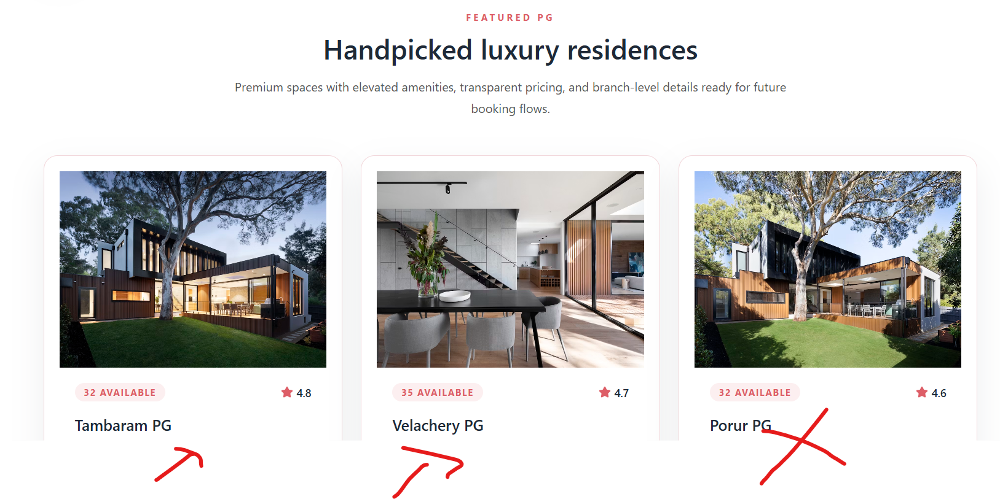 FEATURED PG
Handpicked luxury residences
Premium spaces with elevated amenities, transparent pricing, and branch-level details ready for future
booking flows.
32 AVAILABLE
4.8
Tambaram PG
35 AVAILABLE
4.7
Velachery PG
32 AVAILABLE
4.6
Porur PG